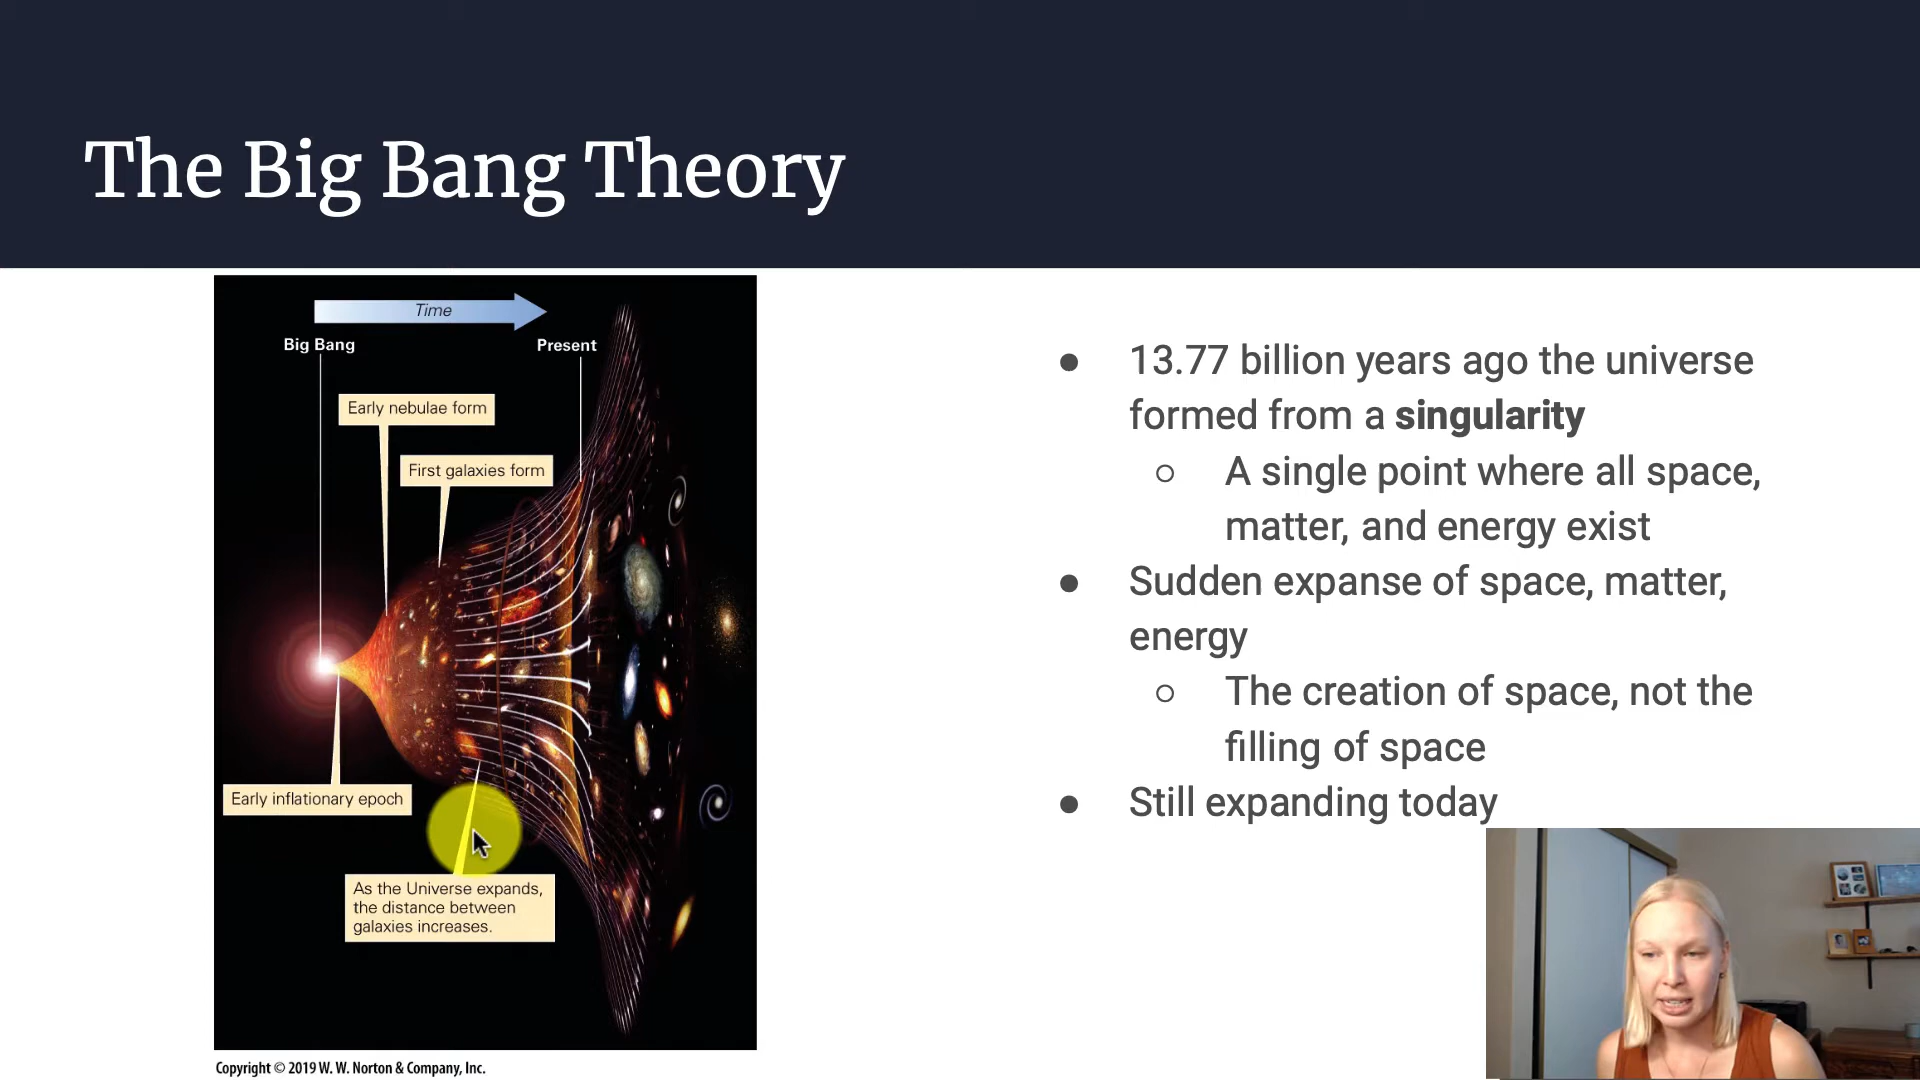 The Big Bang Theory
Time
Big Bang
Present
Early nebulae form
First galaxies form
Early inflationary epoch
As the Universe expands,
the distance between
galaxies increases.
Copyright © 2019 W. W. Norton & Company, Inc.
● 13.77 billion years ago the universe
formed from a singularity
○ A single point where all space,
matter, and energy exist
● Sudden expanse of space, matter,
energy
○ The creation of space, not the
filling of space
● Still expanding today